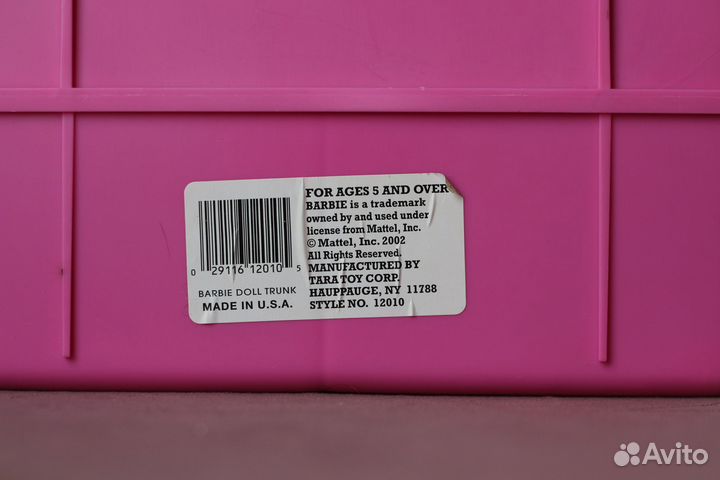 0 29116 12010 5
BARBIE DOLL TRUNK
MADE IN U.S.A.
FOR AGES 5 AND OVER
BARBIE is a trademark
owned by and used under
license from Mattel, Inc.
© Mattel, Inc. 2002
All Rights Reserved.
MANUFACTURED BY
TARA TOY CORP.
HAUPPAUGE, NY 11788
STYLE NO. 12010
Avito